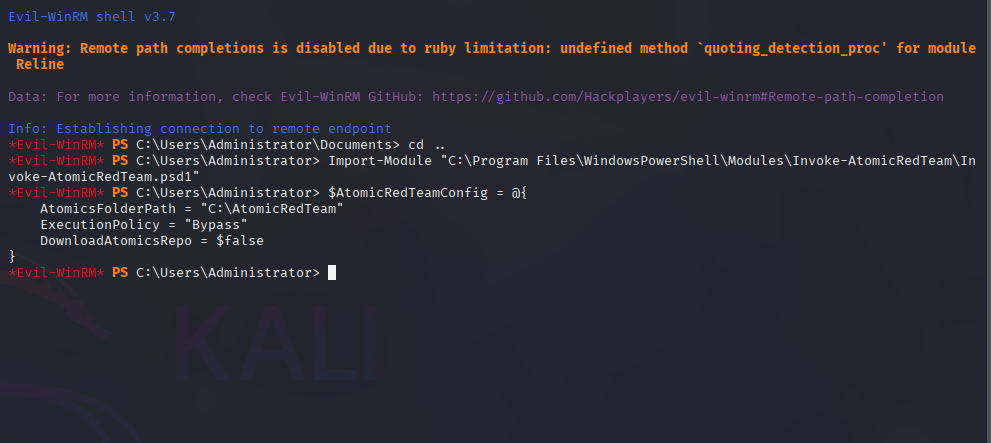 Evil-WinRM shell v3.7
Warning: Remote path completions is disabled due to ruby limitation: undefined method `quoting_detection_proc' for module
 Reline
Data: For more information, check Evil-WinRM GitHub: https://github.com/Hackplayers/evil-winrm#Remote-path-completion
Info: Establishing connection to remote endpoint
*Evil-WinRM* PS C:\Users\Administrator\Documents> cd ..
*Evil-WinRM* PS C:\Users\Administrator> Import-Module "C:\Program Files\WindowsPowerShell\Modules\Invoke-AtomicRedTeam\In
voke-AtomicRedTeam.psd1"
*Evil-WinRM* PS C:\Users\Administrator> $AtomicRedTeamConfig = @{
    AtomicsFolderPath = "C:\AtomicRedTeam"
    ExecutionPolicy = "Bypass"
    DownloadAtomicsRepo = $false
}
*Evil-WinRM* PS C:\Users\Administrator>
KALI